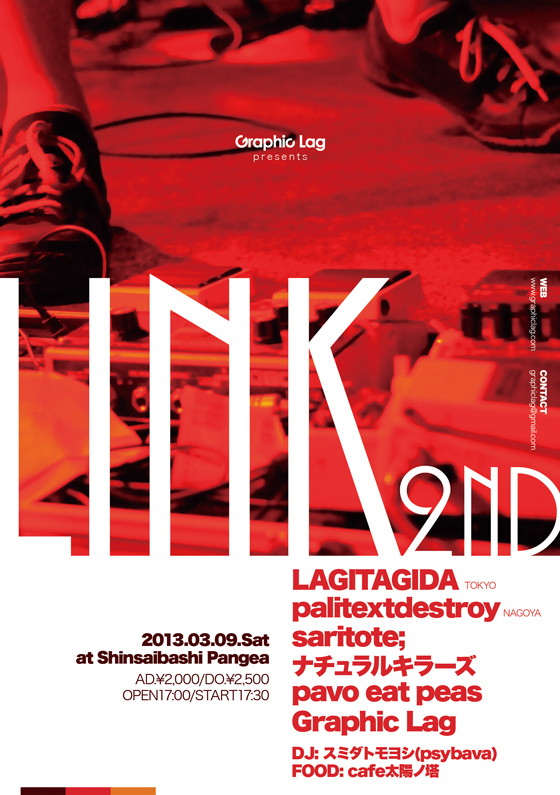 Graphic Lag
presents
LINK 2ND
WEB
www.graphiclag.com
CONTACT
graphiclag@gmail.com
LAGITAGIDA TOKYO
palitextdestroy NAGOYA
saritote;
ナチュラルキラーズ
pavo eat peas
Graphic Lag
DJ: スミダトモヨシ(psybava)
FOOD: cafe太陽ノ塔
2013.03.09.Sat
at Shinsaibashi Pangea
AD.¥2,000/DO.¥2,500
OPEN17:00/START17:30